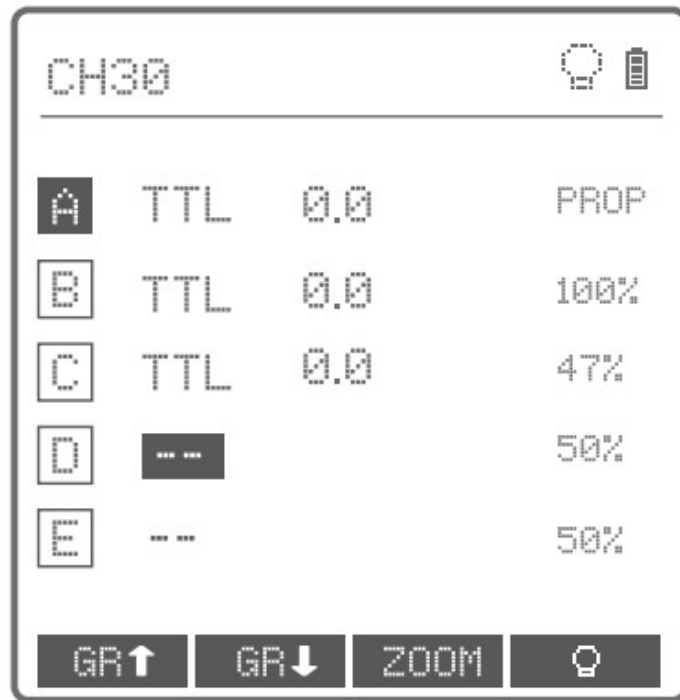 CH30
A TTL 0.0 PROP
B TTL 0.0 100%
C TTL 0.0 47%
D -- 50%
E -- 50%
GR↑ GR↓ ZOOM